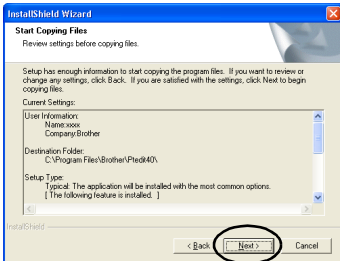 InstallShield Wizard
Start Copying Files
Review settings before copying files.
Setup has enough information to start copying the program files. If you want to review or
change any settings, click Back. If you are satisfied with the settings, click Next to begin
copying files.
Current Settings:
User Information:
Name:xxxx
Company:Brother
Destination Folder:
C:\Program Files\Brother\Ptedit40\
Setup Type:
Typical: The application will be installed with the most common options.
[ The following feature is installed. ]
InstallShield
< Back
Next >
Cancel